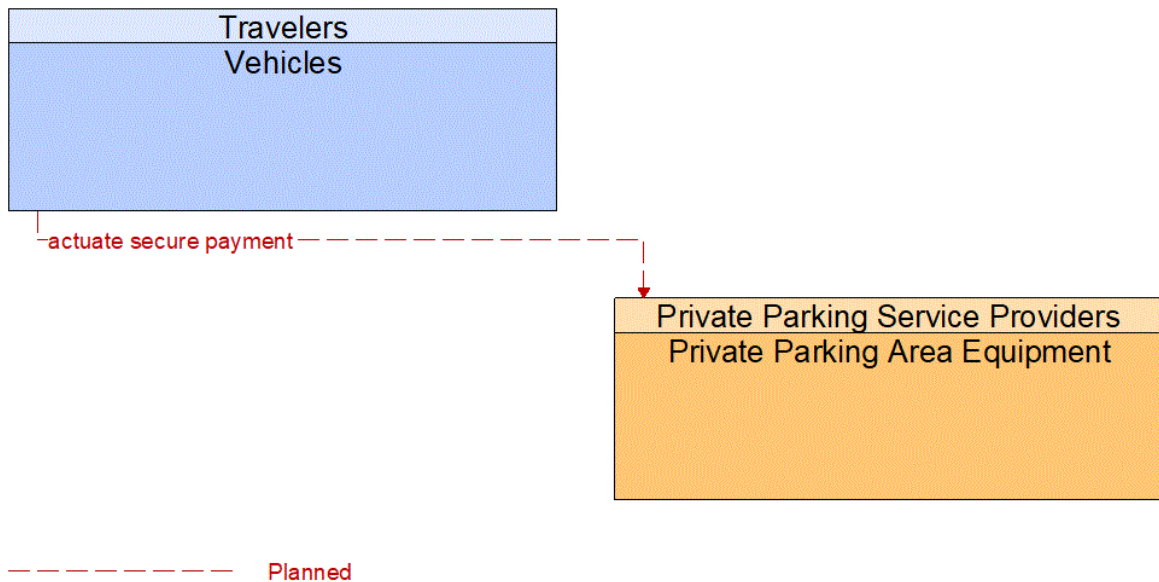 Travelers
Vehicles
actuate secure payment
Private Parking Service Providers
Private Parking Area Equipment
Planned